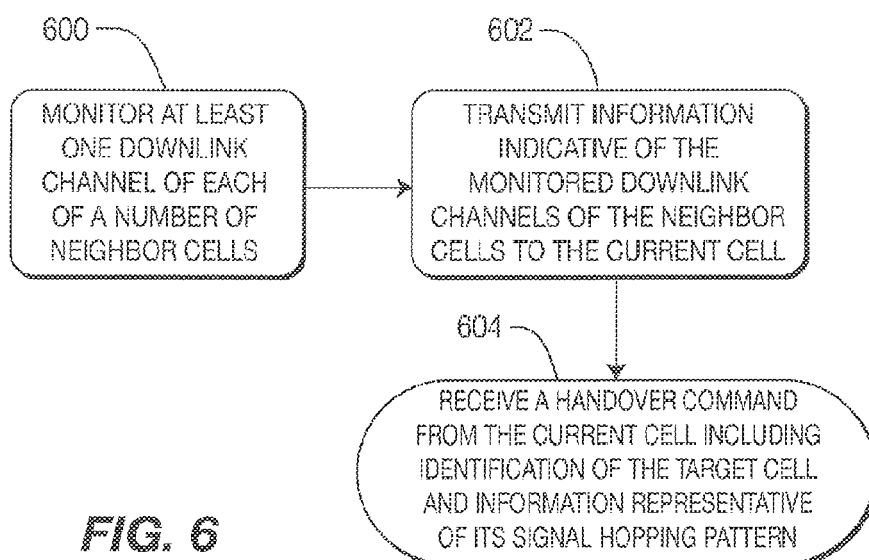 600
MONITOR AT LEAST
ONE DOWNLINK
CHANNEL OF EACH
OF A NUMBER OF
NEIGHBOR CELLS
602
TRANSMIT INFORMATION
INDICATIVE OF THE
MONITORED DOWNLINK
CHANNELS OF THE NEIGHBOR
CELLS TO THE CURRENT CELL
604
RECEIVE A HANDOVER COMMAND
FROM THE CURRENT CELL INCLUDING
IDENTIFICATION OF THE TARGET CELL
AND INFORMATION REPRESENTATIVE
OF ITS SIGNAL HOPPING PATTERN
FIG. 6